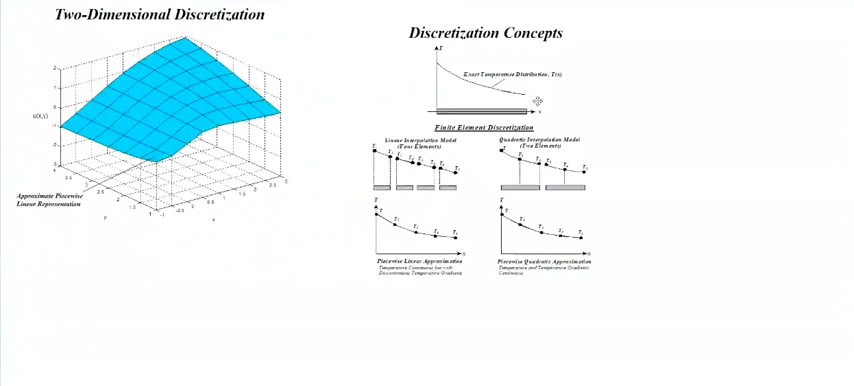 Two-Dimensional Discretization
u(x,y)
Approximate Piecewise
Linear Representation
y
x
Discretization Concepts
T
Exact Temperature Distribution, T(x)
x
Finite Element Discretization
Linear Interpolation Model
(Four Elements)
Quadratic Interpolation Model
(Two Elements)
T
T
x
x
Piecewise Linear Approximation
Temperature Continuous but with
Discontinuous Temperature Gradients
Piecewise Quadratic Approximation
Temperature and Temperature Gradients
Continuous